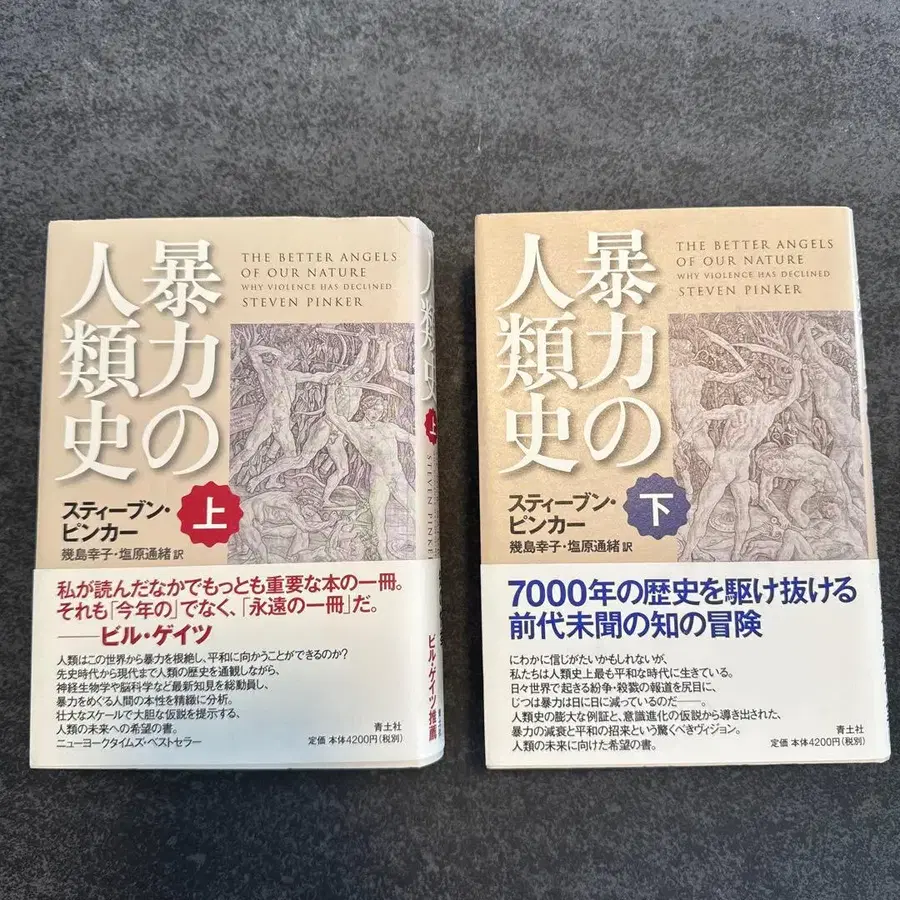 暴力の
人類史
THE BETTER ANGELS
OF OUR NATURE
WHY VIOLENCE HAS DECLINED
STEVEN PINKER
上
スティーブン・
ピンカー
幾島幸子・塩原通緒 訳
私が読んだなかでもっとも重要な本の一冊。
それも「今年の」でなく、「永遠の一冊」だ。
——ビル・ゲイツ
人類はこの世界から暴力を根絶し、平和に向かうことができるのか?
先史時代から現代まで人類の歴史を通観しながら、
神経生物学や脳科学など最新知見を総動員し、
暴力をめぐる人間の本性を精緻に分析。
壮大なスケールで大胆な仮説を提示する、
人類の未来への希望の書。
ニューヨークタイムズ・ベストセラー
青土社
定価 本体4200円(税別)
人類史
上
STEVEN PINKER
ビル・ゲイツ推薦
暴力の
人類史
THE BETTER ANGELS
OF OUR NATURE
WHY VIOLENCE HAS DECLINED
STEVEN PINKER
下
スティーブン・
ピンカー
幾島幸子・塩原通緒 訳
7000年の歴史を駆け抜ける
前代未聞の知の冒険
にわかに信じがたいかもしれないが、
私たちは人類史上最も平和な時代に生きている。
日々世界で起きる紛争・殺戮の報道を尻目に、
じつは暴力は日に日に減っているのだ——。
人類史の膨大な例証と、意識進化の仮説から導き出された、
暴力の減衰と平和の招来という驚くべきヴィジョン。
人類の未来に向けた希望の書。
青土社
定価 本体4200円(税別)